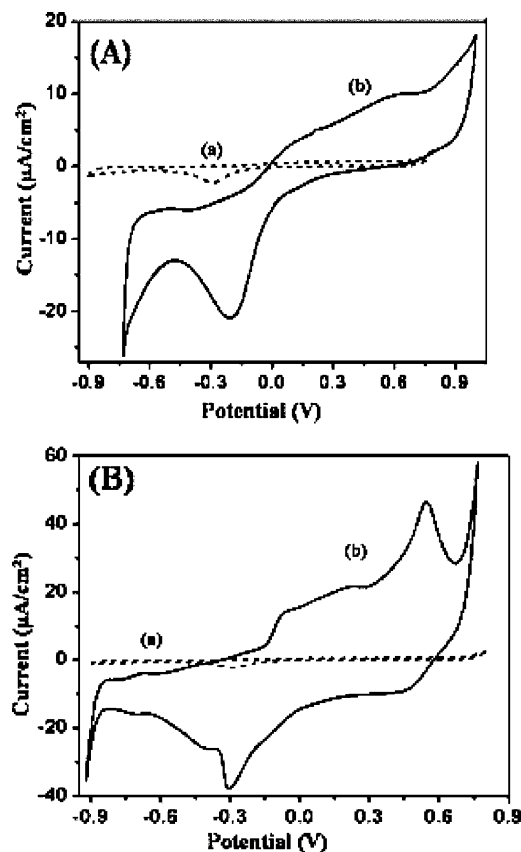 (A)
20
10
0
-10
-20
Current (µA/cm²)
(a)
(b)
-0.9 -0.6 -0.3 0.0 0.3 0.6 0.9
Potential (V)
(B)
60
40
20
0
-20
-40
Current (µA/cm²)
(a)
(b)
-0.9 -0.6 -0.3 0.0 0.3 0.6 0.9
Potential (V)